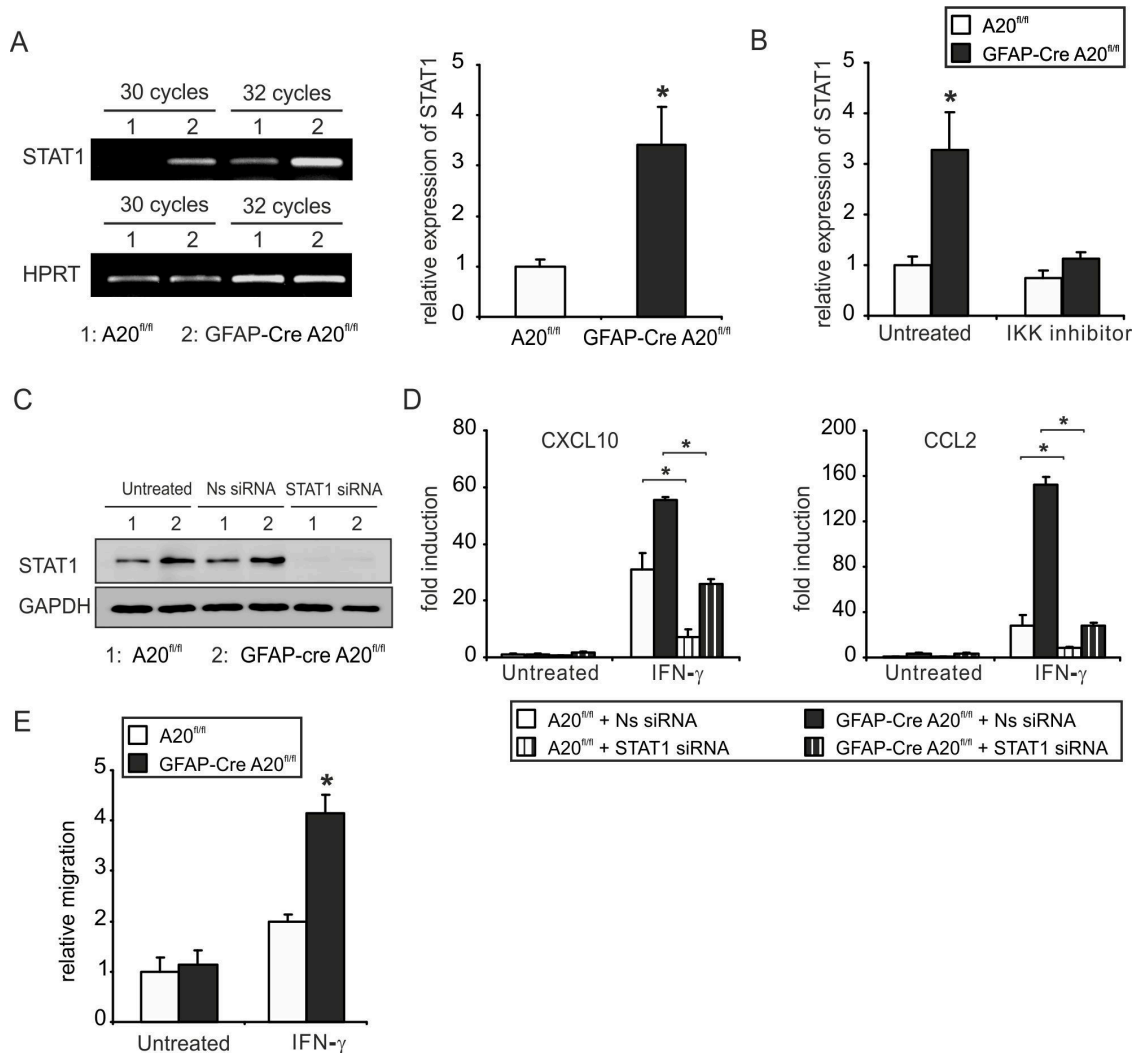 A
30 cycles 32 cycles
1 2 1 2
STAT1
30 cycles 32 cycles
1 2 1 2
HPRT
1: A20fl/fl 2: GFAP-Cre A20fl/fl
relative expression of STAT1
5
4
3
2
1
0
*
A20fl/fl GFAP-Cre A20fl/fl
B
A20fl/fl
GFAP-Cre A20fl/fl
relative expression of STAT1
5
4
3
2
1
0
*
Untreated IKK inhibitor
C
Untreated Ns siRNA STAT1 siRNA
1 2 1 2 1 2
STAT1
GAPDH
1: A20fl/fl 2: GFAP-cre A20fl/fl
D
CXCL10
fold induction
80
60
40
20
0
*
*
Untreated IFN-γ
CCL2
fold induction
200
160
120
80
40
0
*
*
Untreated IFN-γ
A20fl/fl + Ns siRNA GFAP-Cre A20fl/fl + Ns siRNA
A20fl/fl + STAT1 siRNA GFAP-Cre A20fl/fl + STAT1 siRNA
E
A20fl/fl
GFAP-Cre A20fl/fl
relative migration
5
4
3
2
1
0
*
Untreated IFN-γ